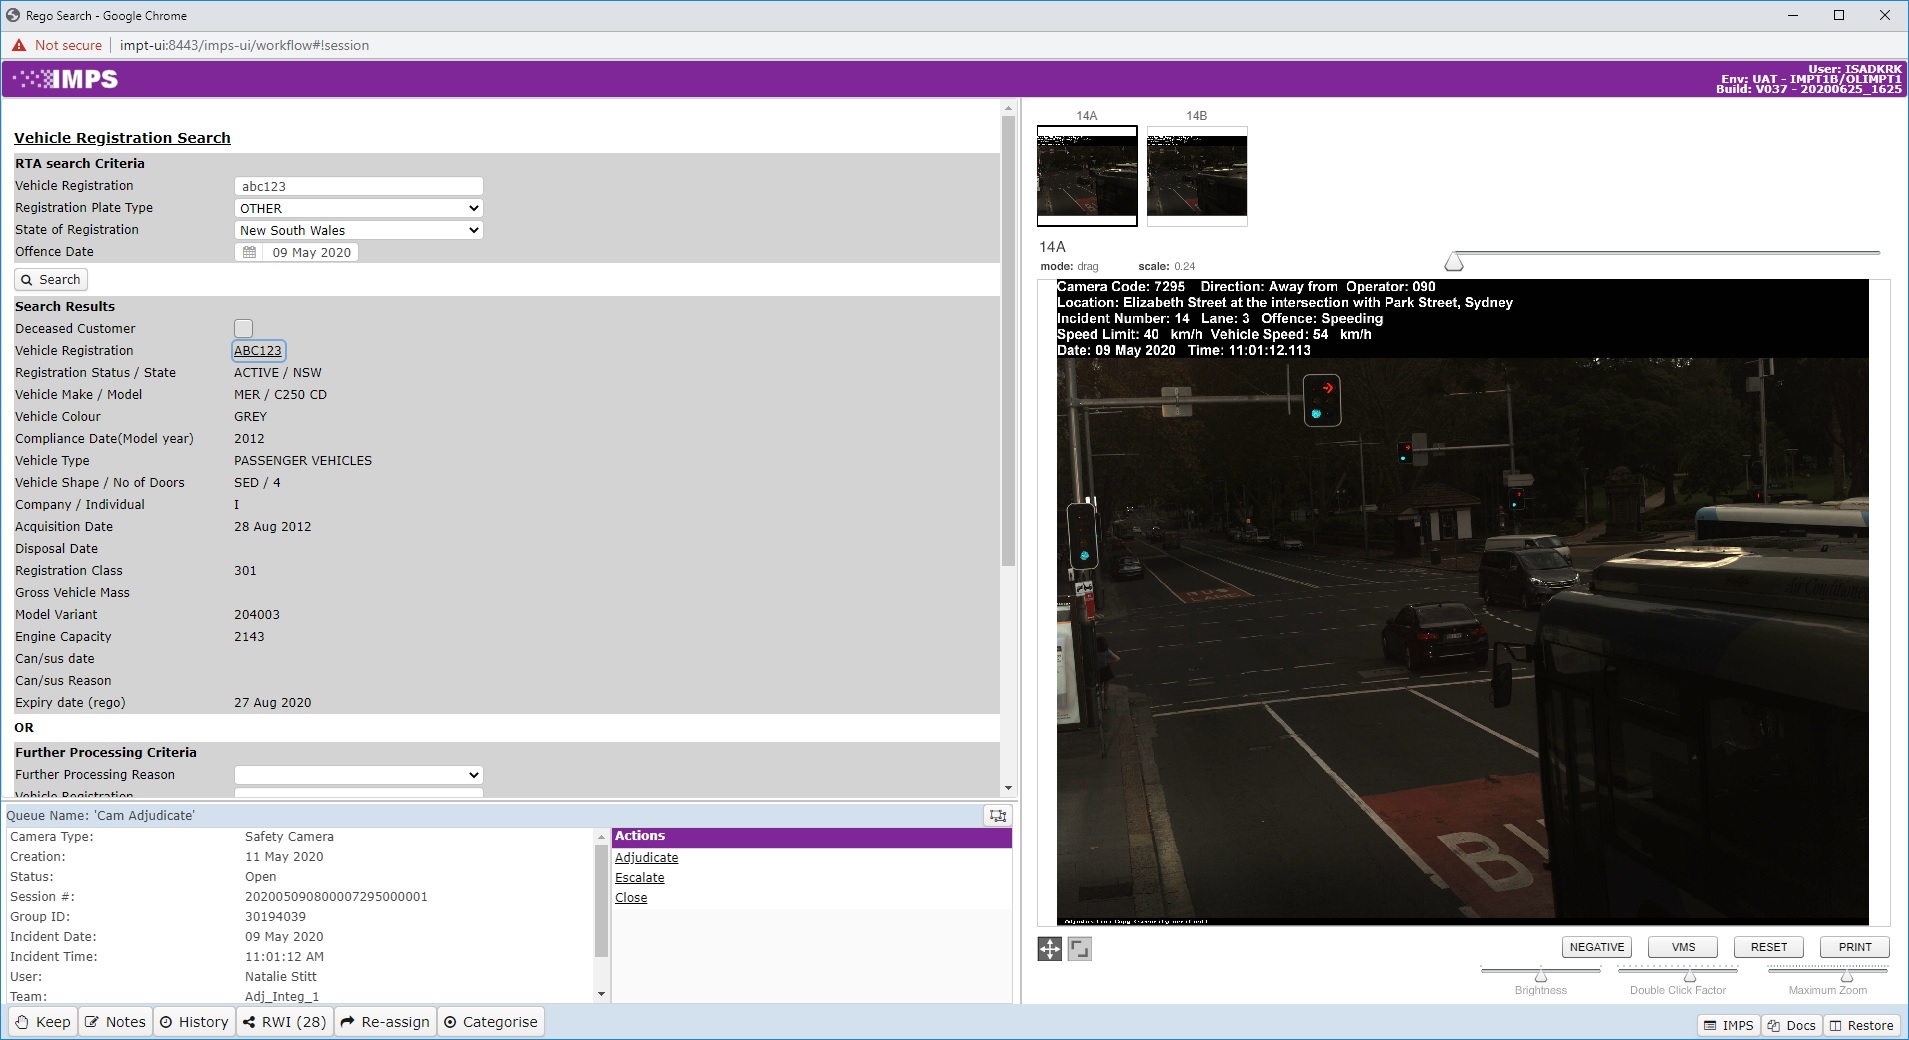 Rego Search - Google Chrome
Not secure | impt-ui:8443/imps-ui/workflow#!session
IMPS
User: ISADKRK
Env: UAT - IMPT1B/OLIMPT1
Build: V037 - 20200625_1625
Vehicle Registration Search
RTA search Criteria
Vehicle Registration abc123
Registration Plate Type OTHER
State of Registration New South Wales
Offence Date 09 May 2020
Search
Search Results
Deceased Customer
Vehicle Registration ABC123
Registration Status / State ACTIVE / NSW
Vehicle Make / Model MER / C250 CD
Vehicle Colour GREY
Compliance Date(Model year) 2012
Vehicle Type PASSENGER VEHICLES
Vehicle Shape / No of Doors SED / 4
Company / Individual I
Acquisition Date 28 Aug 2012
Disposal Date
Registration Class 301
Gross Vehicle Mass
Model Variant 204003
Engine Capacity 2143
Can/sus date
Can/sus Reason
Expiry date (rego) 27 Aug 2020
OR
Further Processing Criteria
Further Processing Reason
Vehicle Registration
Queue Name: 'Cam Adjudicate'
Camera Type: Safety Camera
Creation: 11 May 2020
Status: Open
Session #: 202005090800007295000001
Group ID: 30194039
Incident Date: 09 May 2020
Incident Time: 11:01:12 AM
User: Natalie Stitt
Team: Adj_Integ_1
Actions
Adjudicate
Escalate
Close
Keep Notes History RWI (28) Re-assign Categorise
14A 14B
14A
mode: drag scale: 0.24
Camera Code: 7295 Direction: Away from Operator: 090
Location: Elizabeth Street at the intersection with Park Street, Sydney
Incident Number: 14 Lane: 3 Offence: Speeding
Speed Limit: 40 km/h Vehicle Speed: 54 km/h
Date: 09 May 2020 Time: 11:01:12.113
BUS
LANE
Air Conditioned
BU
NEGATIVE VMS RESET PRINT
Brightness Double Click Factor Maximum Zoom
IMPS Docs Restore